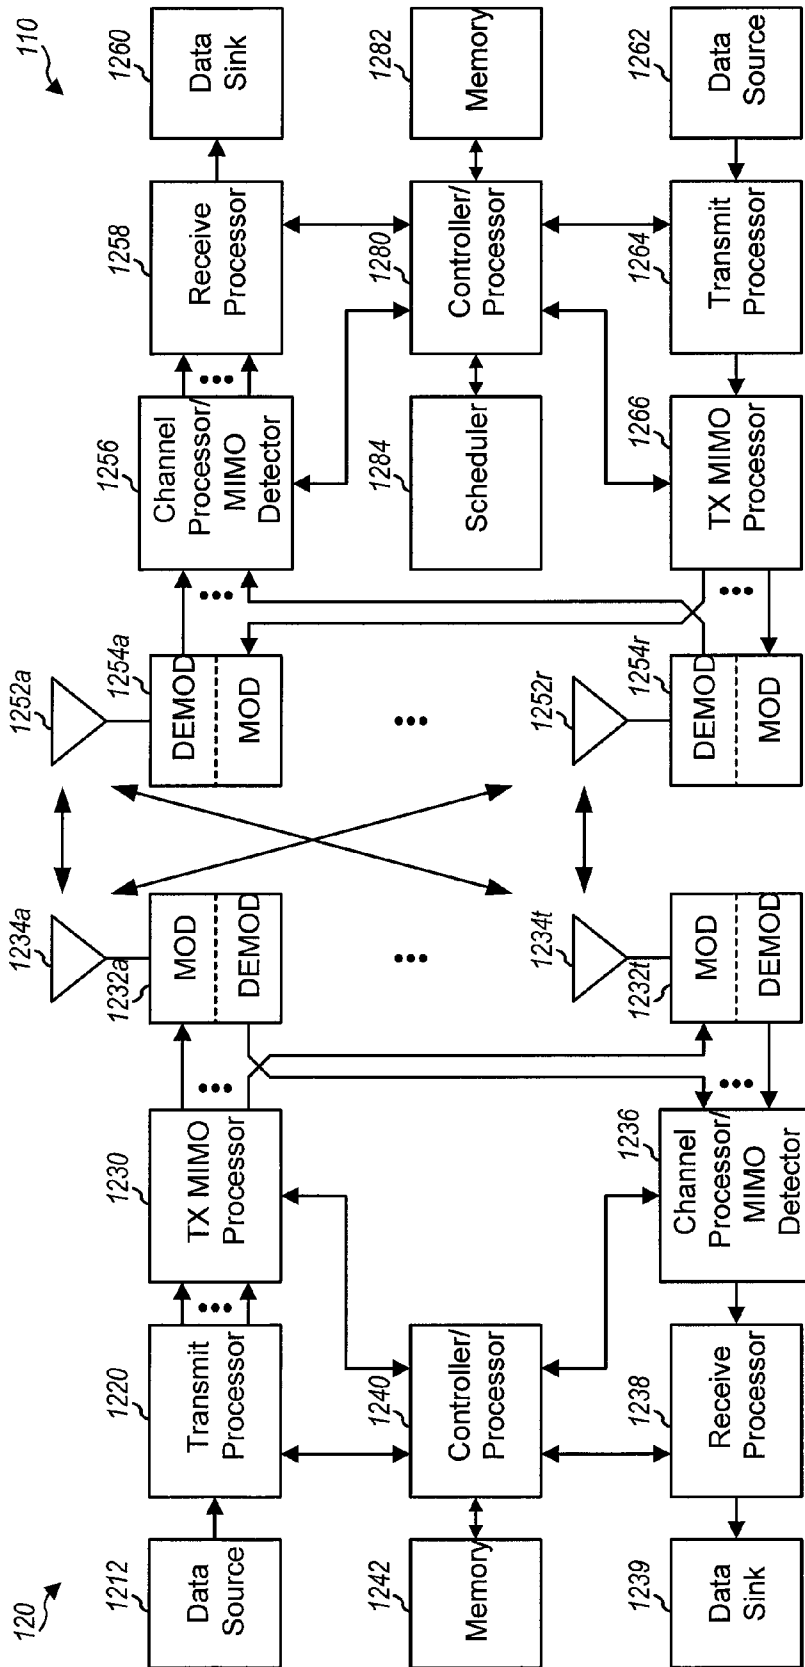 120
1212
Data
Source
1220
Transmit
Processor
1230
TX MIMO
Processor
1232a
MOD
DEMOD
1234a
1252a
1254a
DEMOD
MOD
1256
Channel
Processor/
MIMO
Detector
1258
Receive
Processor
1260
Data
Sink
110
1242
Memory
1240
Controller/
Processor
1284
Scheduler
1280
Controller/
Processor
1282
Memory
1239
Data
Sink
1238
Receive
Processor
1236
Channel
Processor/
MIMO
Detector
1232t
MOD
DEMOD
1234t
1252r
1254r
DEMOD
MOD
1266
TX MIMO
Processor
1264
Transmit
Processor
1262
Data
Source